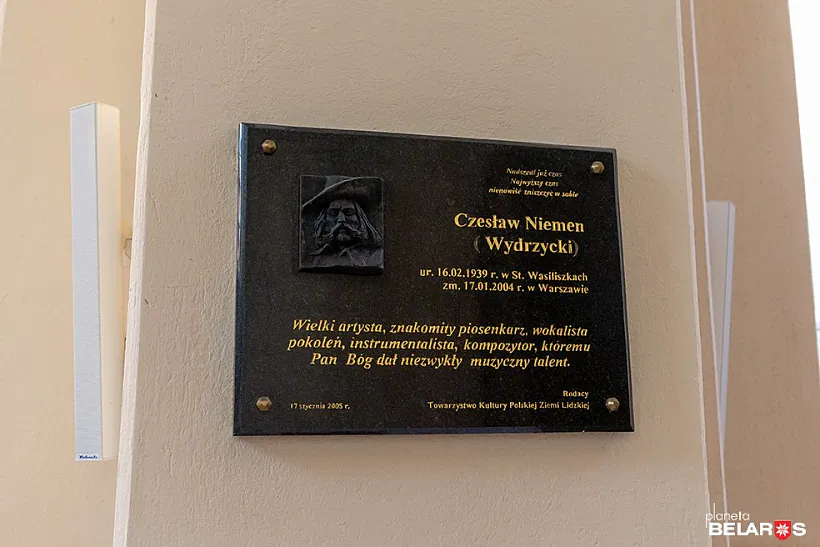 Nadszedł już czas
Najwyższy czas
nienawiść zniszczyć w sobie
Czesław Niemen
( Wydrzycki)
ur. 16.02.1939 r. w St. Wasiliszkach
zm. 17.01.2004 r. w Warszawie
Wielki artysta, znakomity piosenkarz, wokalista
pokoleń, instrumentalista, kompozytor, któremu
Pan Bóg dał niezwykły muzyczny talent.
Rodacy
17 stycznia 2005 r.
Towarzystwo Kultury Polskiej Ziemi Lidzkiej
planeta
BELARUS